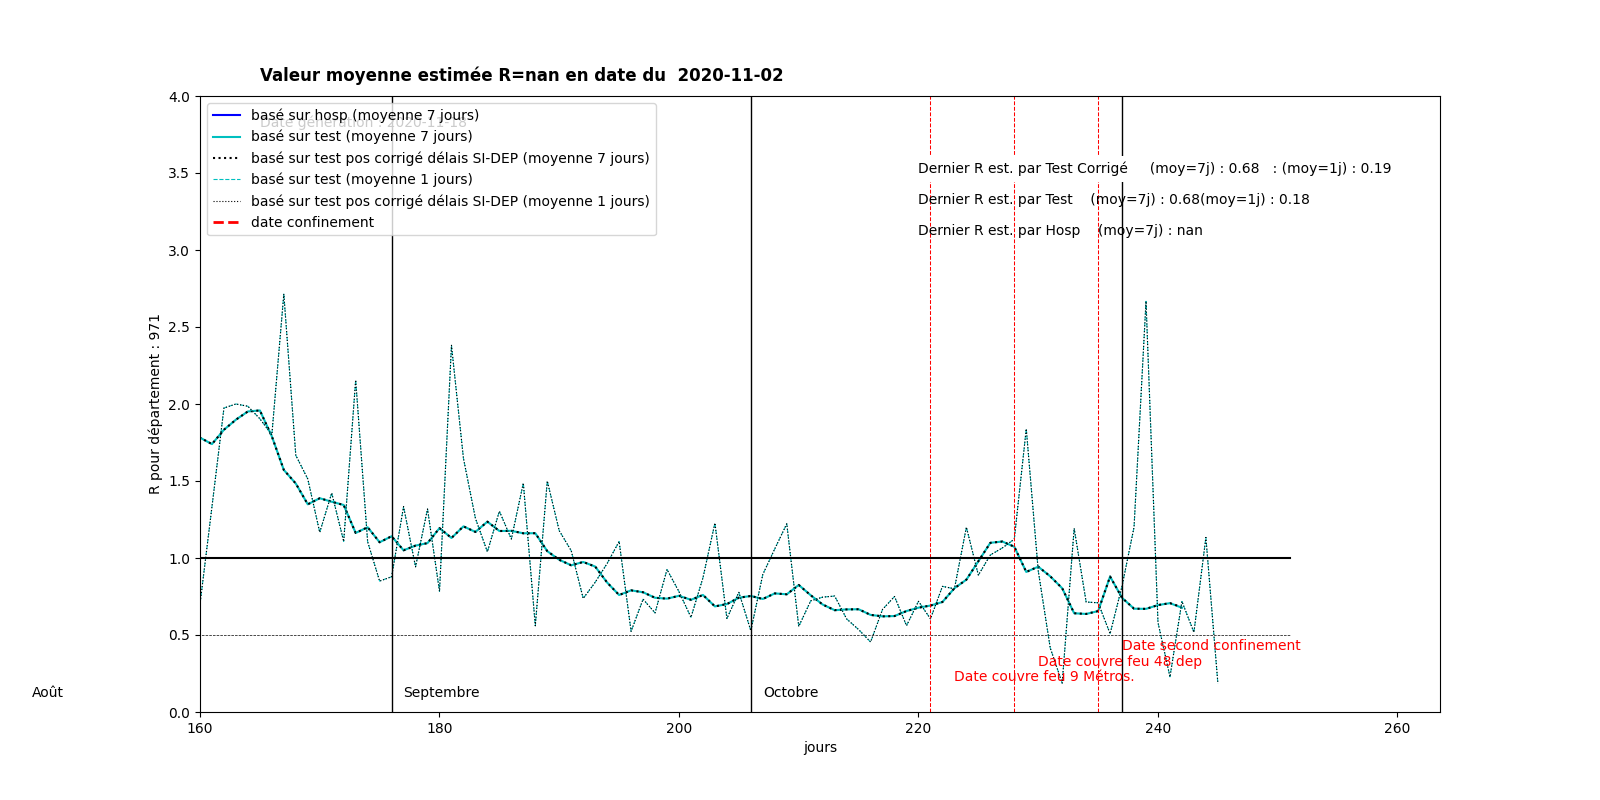 Valeur moyenne estimée R=nan en date du  2020-11-02
basé sur hosp (moyenne 7 jours)
Date génération : 2020-11-18
basé sur test (moyenne 7 jours)
basé sur test pos corrigé délais SI-DEP (moyenne 7 jours)
basé sur test (moyenne 1 jours)
basé sur test pos corrigé délais SI-DEP (moyenne 1 jours)
date confinement
Dernier R est. par Test Corrigé     (moy=7j) : 0.68   : (moy=1j) : 0.19
Dernier R est. par Test    (moy=7j) : 0.68(moy=1j) : 0.18
Dernier R est. par Hosp    (moy=7j) : nan
R pour département : 971
4.0
3.5
3.0
2.5
2.0
1.5
1.0
0.5
0.0
Date second confinement
Date couvre feu 48 dep
Date couvre feu 9 Métros.
Août
Septembre
Octobre
160
180
200
220
240
260
jours